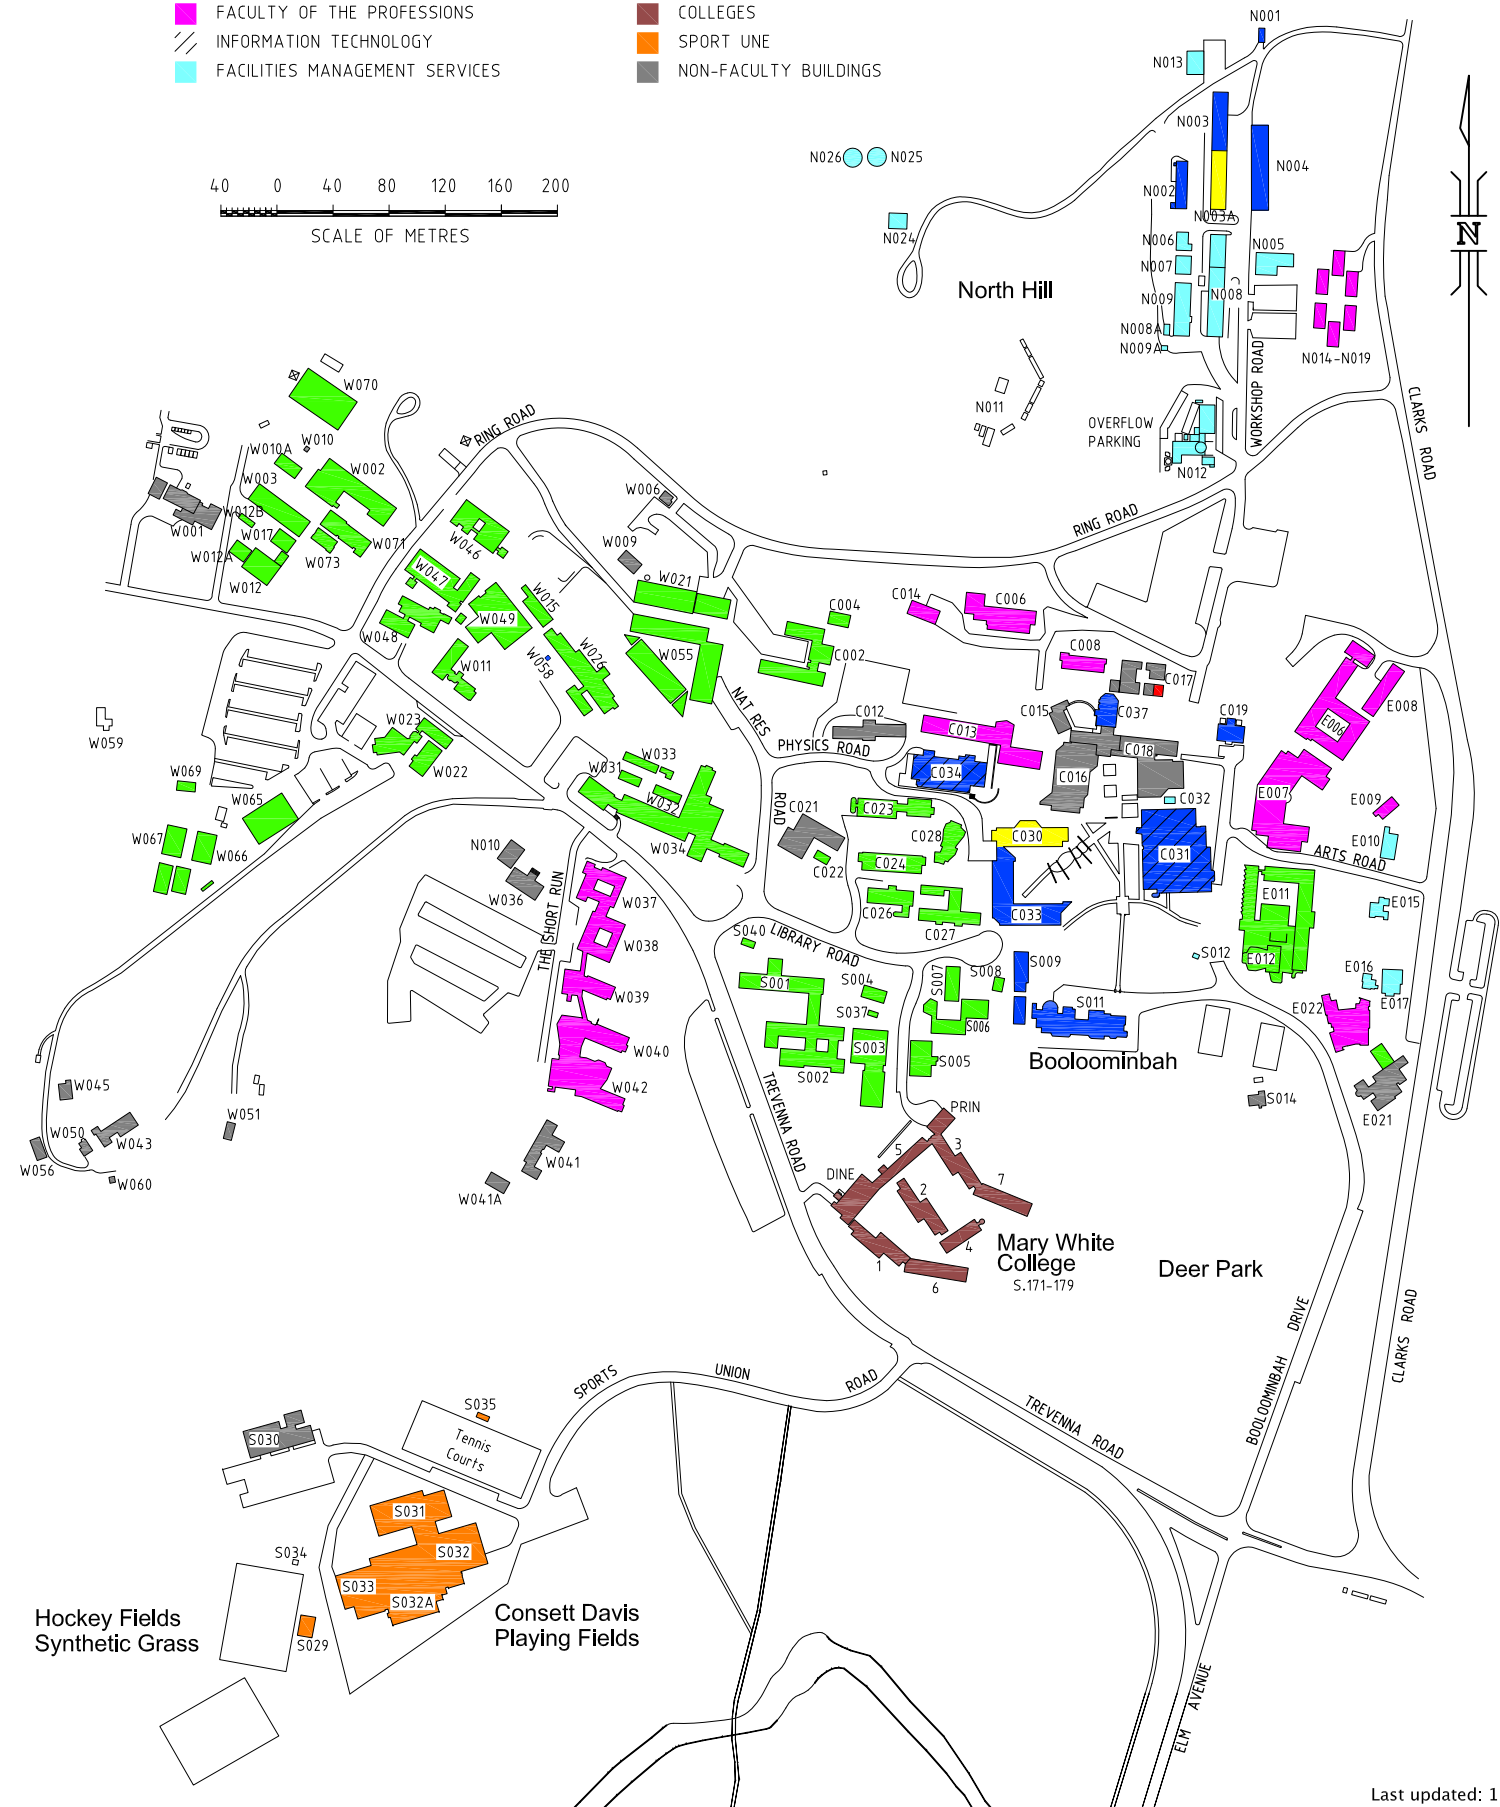 FACULTY OF THE PROFESSIONS
INFORMATION TECHNOLOGY
FACILITIES MANAGEMENT SERVICES
COLLEGES
SPORT UNE
NON-FACULTY BUILDINGS
40 0 40 80 120 160 200
SCALE OF METRES
N
N001
N013
N003
N004
N002
N003A
N026
N025
N024
N006
N005
N007
N009
N008
N008A
N009A
N014-N019
North Hill
N011
OVERFLOW
PARKING
N012
WORKSHOP ROAD
CLARKS ROAD
RING ROAD
RING ROAD
W070
W010
W010A
W002
W003
W012B
W001
W017
W071
W012A
W073
W012
W046
W006
W009
W047
W021
W015
W049
W048
W011
W058
W026
W055
C004
C002
C014
C006
C008
C017
C015
C037
C019
C012
C013
C018
C016
C034
C032
E006
E008
E007
E009
E010
NAT RES
ROAD
PHYSICS ROAD
ARTS ROAD
W059
W023
W022
W069
W065
W067
W066
W033
W031
W032
W034
C021
C022
C023
C028
C024
C026
C027
C030
C033
C031
E011
E012
E015
E016
E017
E022
E021
N010
W036
THE SHORT RUN
W037
W038
W039
W040
W042
W041
W041A
LIBRARY ROAD
S040
S001
S004
S037
S002
S003
S007
S008
S006
S005
S009
S011
S012
S014
Booloominbah
W045
W050
W043
W056
W060
W051
TREVENNA ROAD
PRIN
DINE
5
3
7
2
4
1
6
Mary White
College
S.171-179
Deer Park
BOOLOOMINBAH DRIVE
CLARKS ROAD
SPORTS UNION ROAD
TREVENNA ROAD
S035
Tennis
Courts
S030
S031
S032
S034
S033
S032A
S029
Hockey Fields
Synthetic Grass
Consett Davis
Playing Fields
ELM AVENUE
Last updated: 1